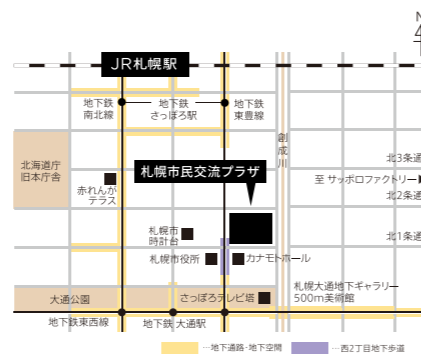 N
JR札幌駅
地下鉄
南北線
地下鉄
さっぽろ駅
地下鉄
東豊線
創成川
北海道庁
旧本庁舎
赤れんが
テラス
札幌市民交流プラザ
北3条通
至 サッポロファクトリー▶
北2条通
北1条通
札幌市
時計台
札幌市役所
カナモトホール
札幌大通地下ギャラリー
500m美術館
大通公園
さっぽろテレビ塔
地下鉄東西線
地下鉄 大通駅
…地下通路・地下空間
…西2丁目地下歩道